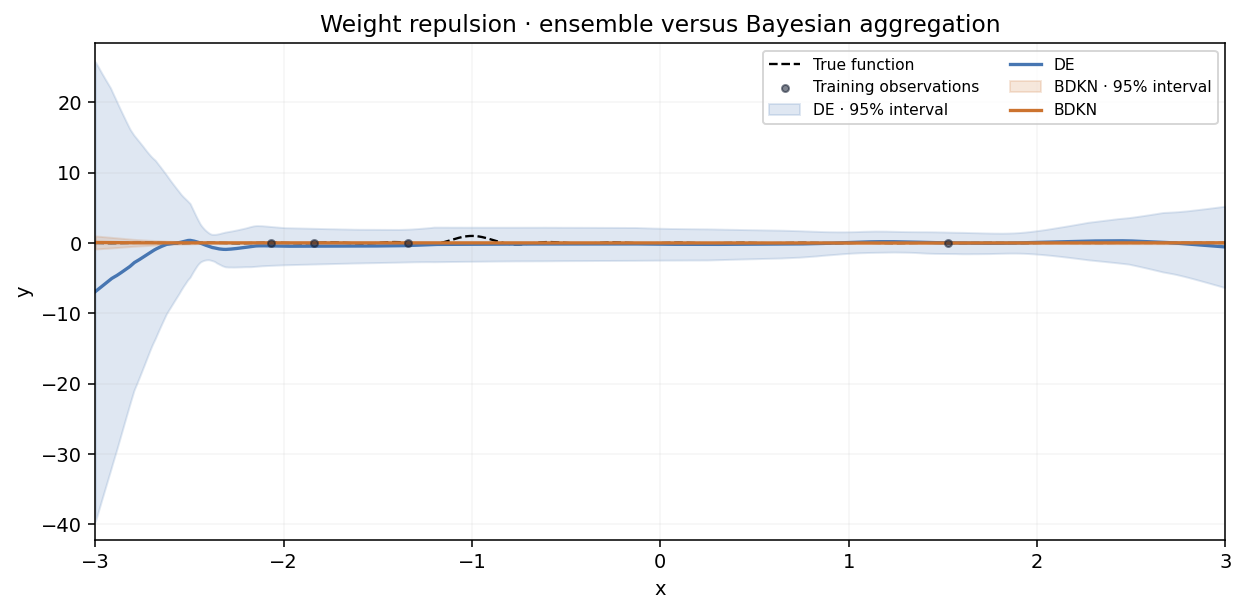 Weight repulsion · ensemble versus Bayesian aggregation
True function
Training observations
DE · 95% interval
DE
BDKN · 95% interval
BDKN
20
10
0
−10
−20
−30
−40
y
−3
−2
−1
0
1
2
3
x